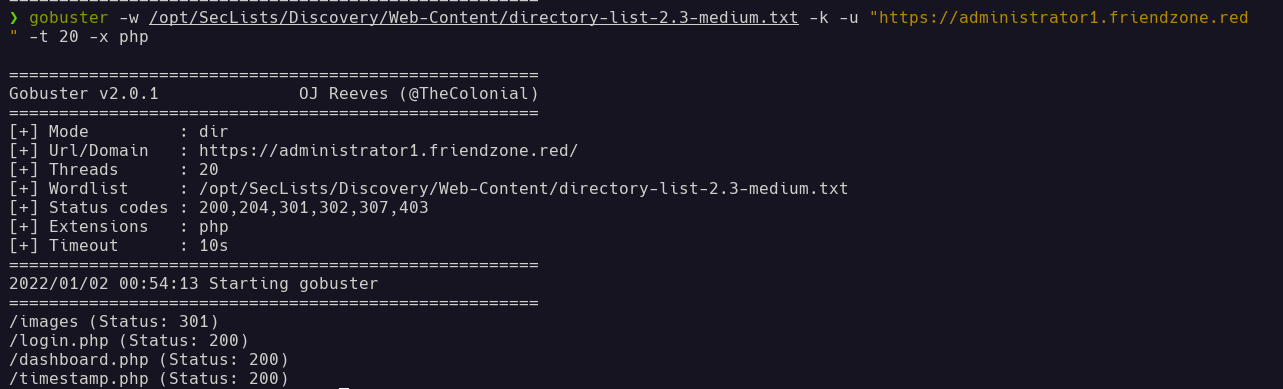 =====================================================
❯ gobuster -w /opt/SecLists/Discovery/Web-Content/directory-list-2.3-medium.txt -k -u "https://administrator1.friendzone.red
" -t 20 -x php
=====================================================
Gobuster v2.0.1              OJ Reeves (@TheColonial)
=====================================================
[+] Mode         : dir
[+] Url/Domain   : https://administrator1.friendzone.red/
[+] Threads      : 20
[+] Wordlist     : /opt/SecLists/Discovery/Web-Content/directory-list-2.3-medium.txt
[+] Status codes : 200,204,301,302,307,403
[+] Extensions   : php
[+] Timeout      : 10s
=====================================================
2022/01/02 00:54:13 Starting gobuster
=====================================================
/images (Status: 301)
/login.php (Status: 200)
/dashboard.php (Status: 200)
/timestamp.php (Status: 200)